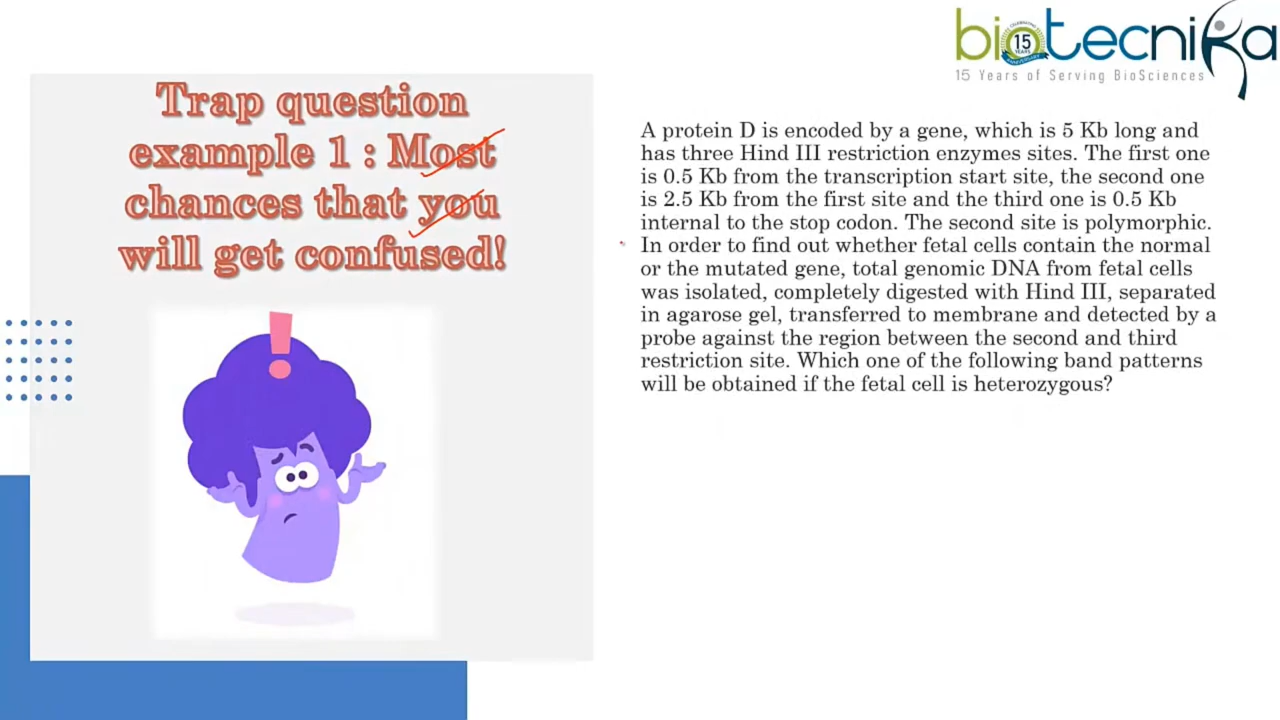 biotecnika
CELEBRATING
15
YEARS
ANNIVERSARY
15 Years of Serving BioSciences
Trap question
example 1 : Most
chances that you
will get confused!
A protein D is encoded by a gene, which is 5 Kb long and
has three Hind III restriction enzymes sites. The first one
is 0.5 Kb from the transcription start site, the second one
is 2.5 Kb from the first site and the third one is 0.5 Kb
internal to the stop codon. The second site is polymorphic.
In order to find out whether fetal cells contain the normal
or the mutated gene, total genomic DNA from fetal cells
was isolated, completely digested with Hind III, separated
in agarose gel, transferred to membrane and detected by a
probe against the region between the second and third
restriction site. Which one of the following band patterns
will be obtained if the fetal cell is heterozygous?